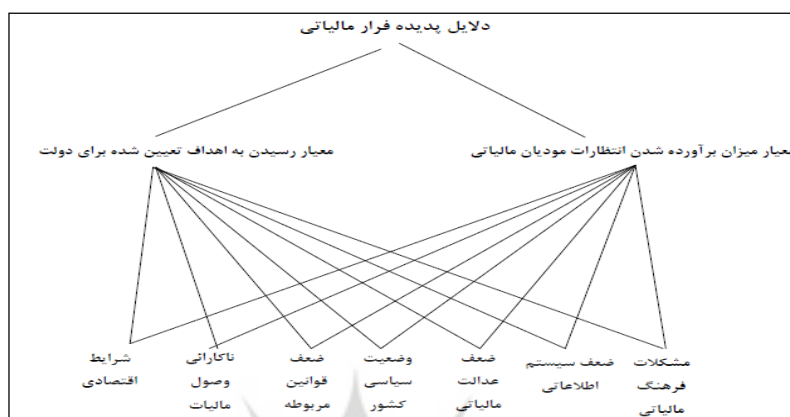 دلایل پدیده فرار مالیاتی
معیار میزان برآورده شدن انتظارات مودیان مالیاتی
معیار رسیدن به اهداف تعیین شده برای دولت
مشکلات
فرهنگ
مالیاتی
ضعف سیستم
اطلاعاتی
ضعف
عدالت
مالیاتی
وضعیت
سیاسی
کشور
ضعف
قوانین
مربوطه
ناکارائی
وصول
مالیات
شرایط
اقتصادی